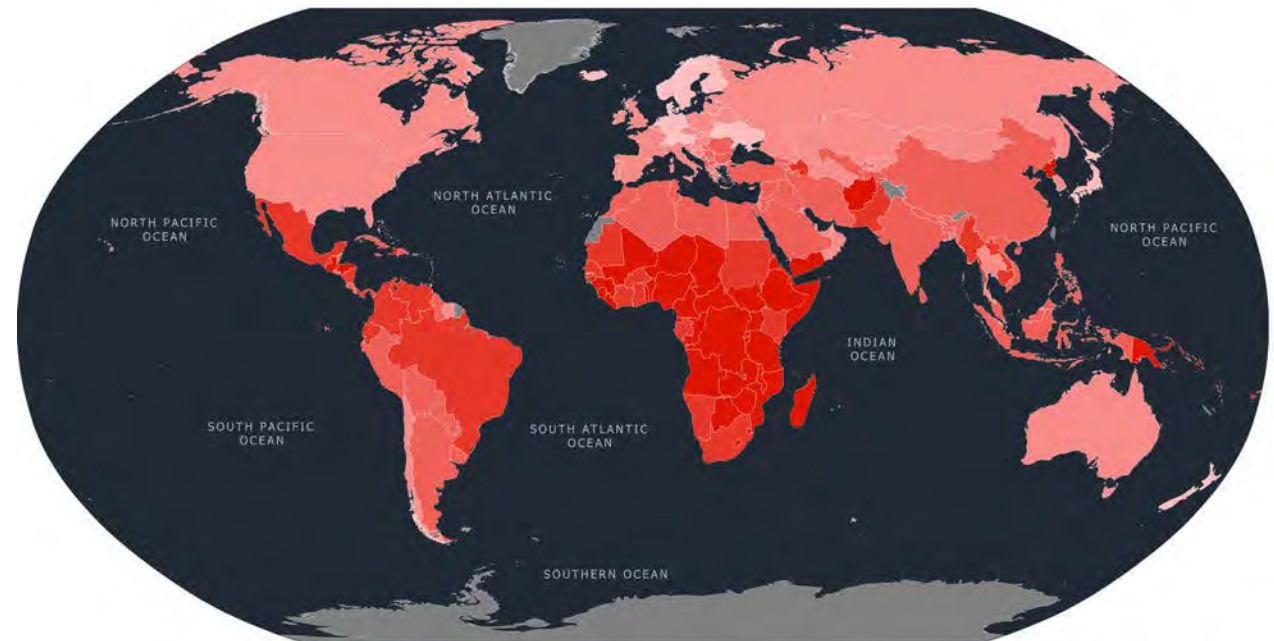 NORTH ATLANTIC
OCEAN
NORTH PACIFIC
OCEAN
NORTH PACIFIC
OCEAN
INDIAN
OCEAN
SOUTH PACIFIC
OCEAN
SOUTH ATLANTIC
OCEAN
SOUTHERN OCEAN